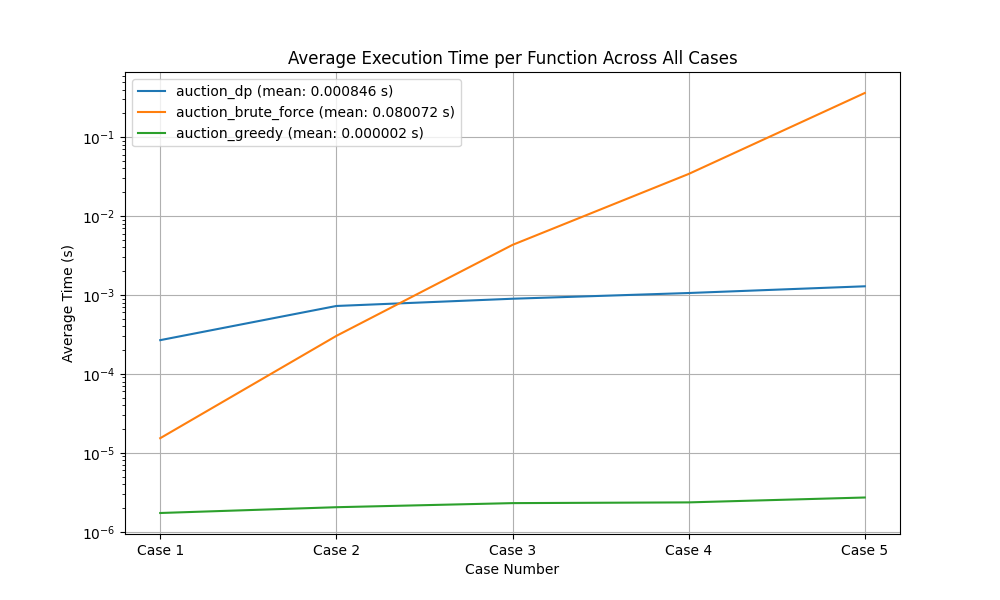 Average Execution Time per Function Across All Cases
auction_dp (mean: 0.000846 s)
auction_brute_force (mean: 0.080072 s)
auction_greedy (mean: 0.000002 s)
Average Time (s)
10⁻¹
10⁻²
10⁻³
10⁻⁴
10⁻⁵
10⁻⁶
Case 1 Case 2 Case 3 Case 4 Case 5
Case Number